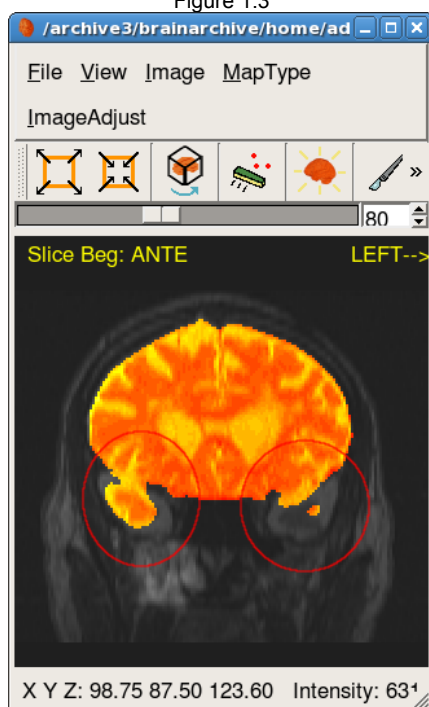 Figure 1.3
/archive3/brainarchive/home/ad
File View Image MapType
ImageAdjust
»
80
Slice Beg: ANTE LEFT-->
X Y Z: 98.75 87.50 123.60 Intensity: 63